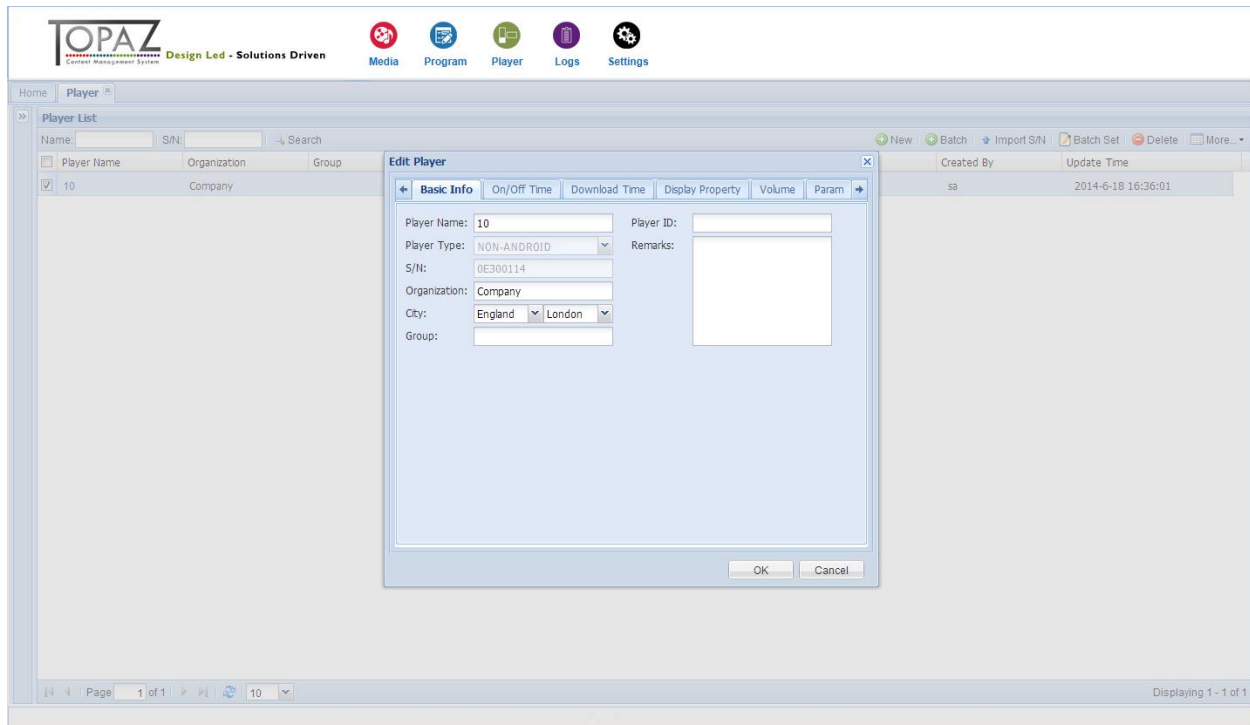 TOPAZ
Content Management System
Design Led - Solutions Driven
Media Program Player Logs Settings
Home Player
Player List
Name: S/N: Search New Batch Import S/N Batch Set Delete More...
Player Name Organization Group Created By Update Time
10 Company sa 2014-6-18 16:36:01
Edit Player
Basic Info On/Off Time Download Time Display Property Volume Param
Player Name: 10 Player ID:
Player Type: NON-ANDROID Remarks:
S/N: 0E300114
Organization: Company
City: England London
Group:
OK Cancel
Page 1 of 1 10 Displaying 1 - 1 of 1